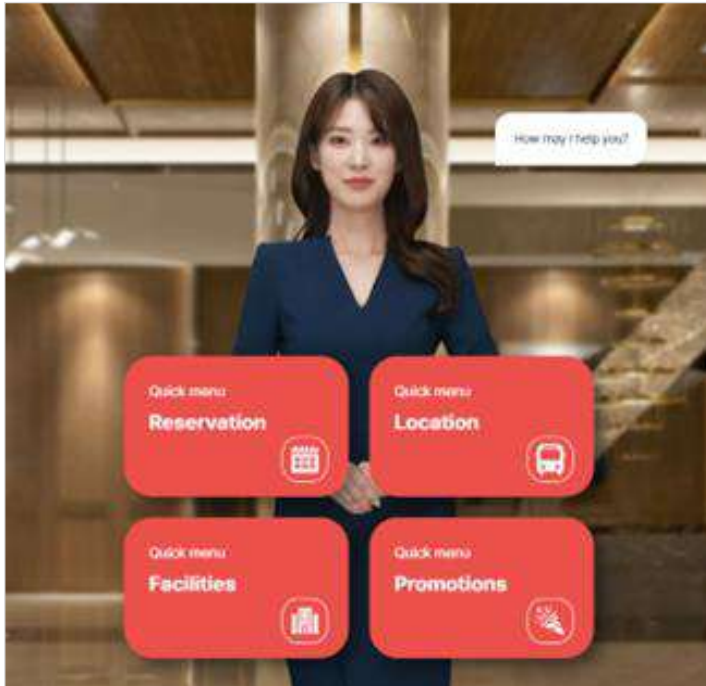 How may I help you?
Quick menu
Reservation
Quick menu
Location
Quick menu
Facilities
Quick menu
Promotions